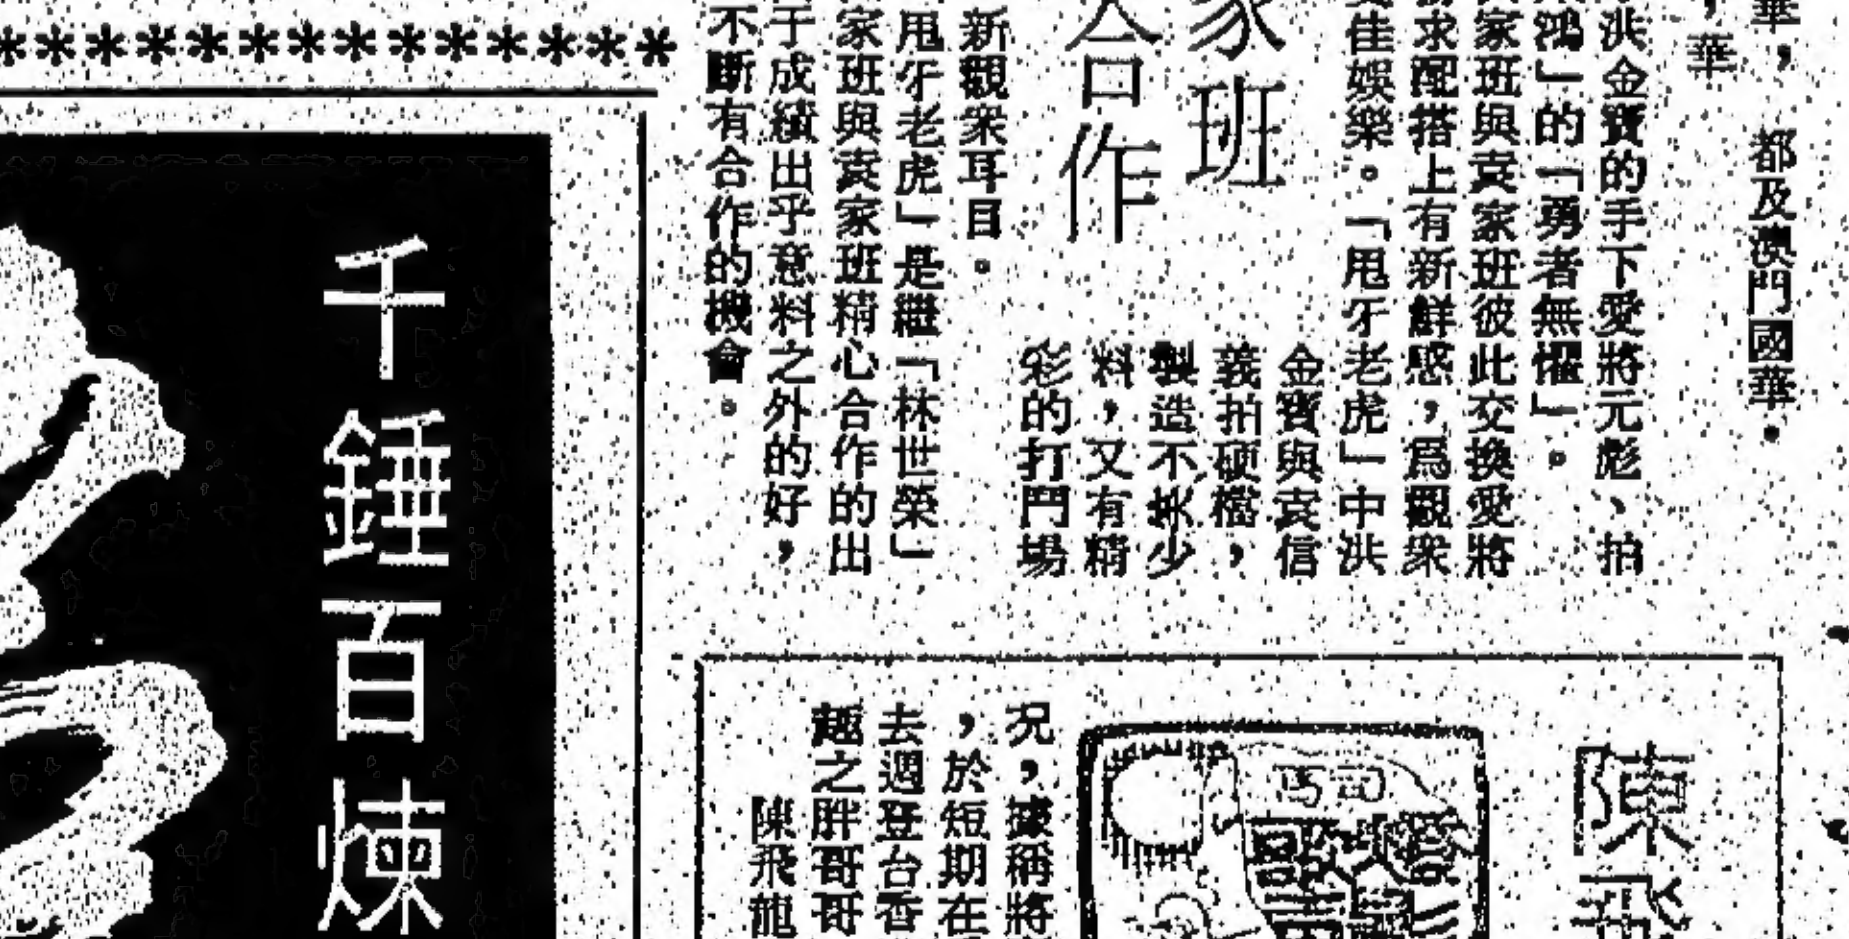 華，都及澳門國華。
，華
洪金寶的手下愛將元彪、拍
鴻」的「勇者無懼」。
家班與袁家班彼此交換愛將
求配搭上有新鮮感，爲觀衆
佳娛樂。「甩牙老虎」中洪
金寶與袁信
義拍硬檔，
製造不少
料，又有精
彩的打鬥場
家班
合作
新觀衆耳目。
甩牙老虎」是繼「林世榮」
家班與袁家班精心合作的出
于成績出乎意料之外的好，
不斷有合作的機會。
千錘百煉
陳飛
况，據稱將
，於短期在
去週登台香
趣之胖哥哥
陳飛龍